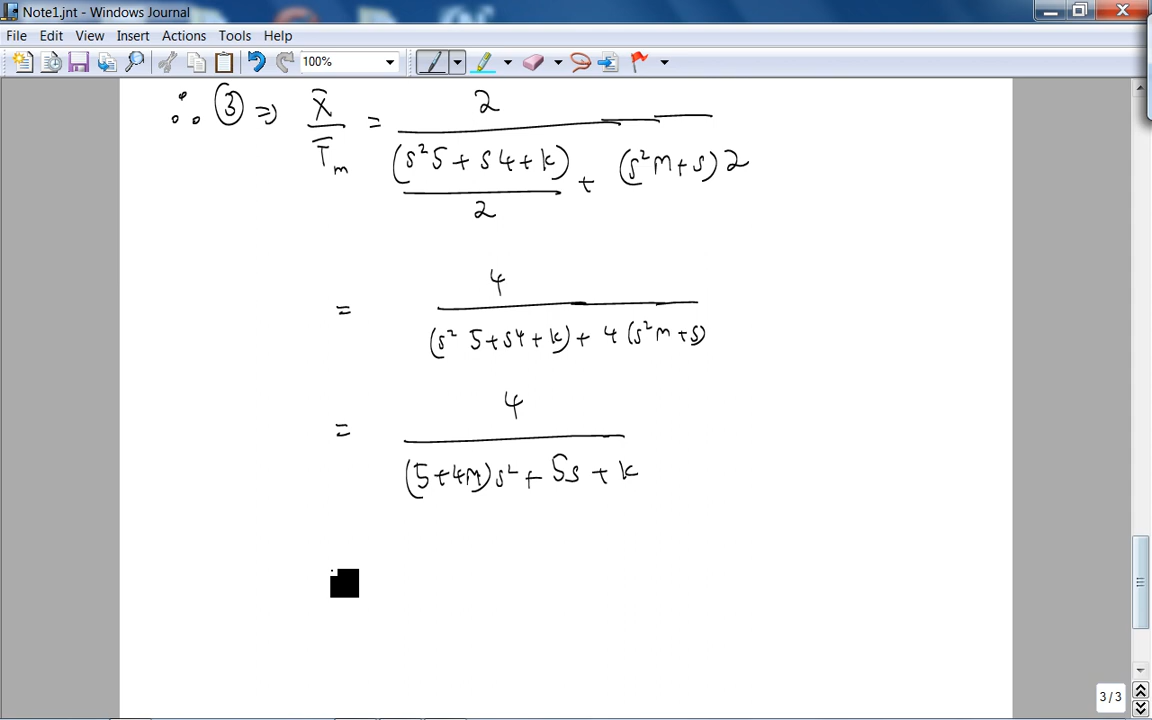 Note1.jnt - Windows Journal
File Edit View Insert Actions Tools Help
100%
∴ ③ ⇒ X̄ / T̄m = 2 / ((s²5 + s4 + k) / 2 + (s²M + s) 2)
= 4 / ((s² 5 + s4 + k) + 4 (s²M + s))
= 4 / ((5 + 4M)s² + 5s + k)
3 / 3